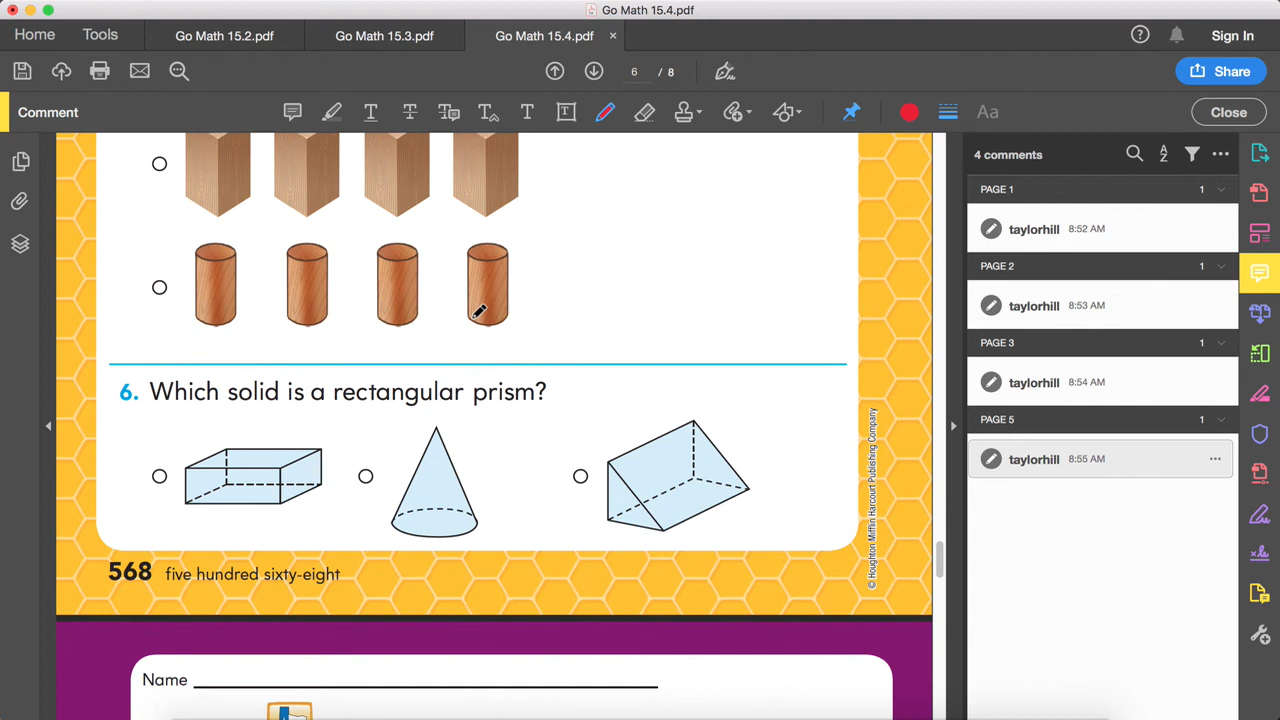 Go Math 15.4.pdf
Home Tools Go Math 15.2.pdf Go Math 15.3.pdf Go Math 15.4.pdf × Sign In
6 / 8 Share
Comment Aa Close
4 comments
PAGE 1 1
taylorhill 8:52 AM
PAGE 2 1
taylorhill 8:53 AM
PAGE 3 1
taylorhill 8:54 AM
PAGE 5 1
taylorhill 8:55 AM
6. Which solid is a rectangular prism?
© Houghton Mifflin Harcourt Publishing Company
568 five hundred sixty-eight
Name